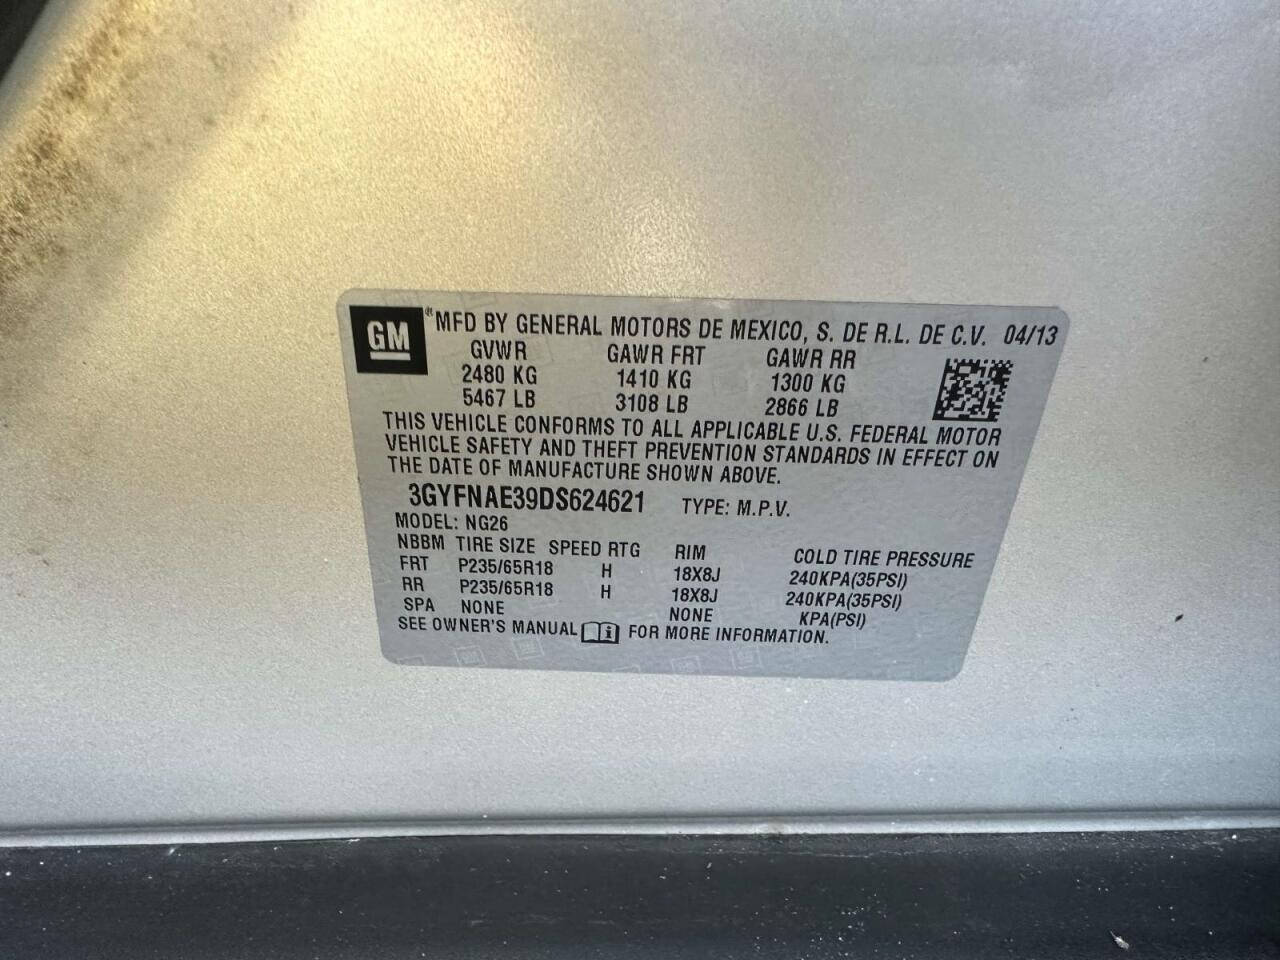 GM ® MFD BY GENERAL MOTORS DE MEXICO, S. DE R.L. DE C.V. 04/13
GVWR GAWR FRT GAWR RR
2480 KG 1410 KG 1300 KG
5467 LB 3108 LB 2866 LB
THIS VEHICLE CONFORMS TO ALL APPLICABLE U.S. FEDERAL MOTOR
VEHICLE SAFETY AND THEFT PREVENTION STANDARDS IN EFFECT ON
THE DATE OF MANUFACTURE SHOWN ABOVE.
3GYFNAE39DS624621 TYPE: M.P.V.
MODEL: NG26
NBBM TIRE SIZE SPEED RTG RIM COLD TIRE PRESSURE
FRT P235/65R18 H 18X8J 240KPA(35PSI)
RR P235/65R18 H 18X8J 240KPA(35PSI)
SPA NONE NONE KPA(PSI)
SEE OWNER'S MANUAL i FOR MORE INFORMATION.